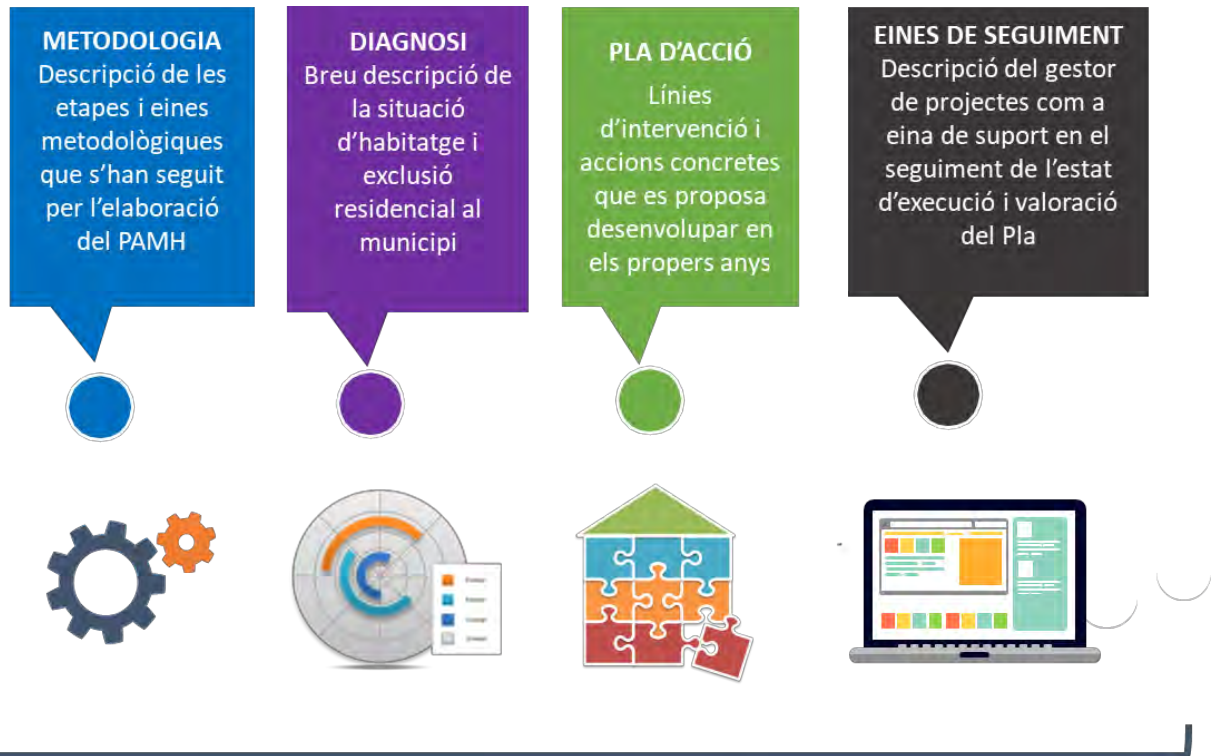 METODOLOGIA
Descripció de les
etapes i eines
metodològiques
que s'han seguit
per l'elaboració
del PAMH
DIAGNOSI
Breu descripció de
la situació
d'habitatge i
exclusió
residencial al
municipi
PLA D'ACCIÓ
Línies
d'intervenció i
accions concretes
que es proposa
desenvolupar en
els propers anys
EINES DE SEGUIMENT
Descripció del gestor
de projectes com a
eina de suport en el
seguiment de l'estat
d'execució i valoració
del Pla